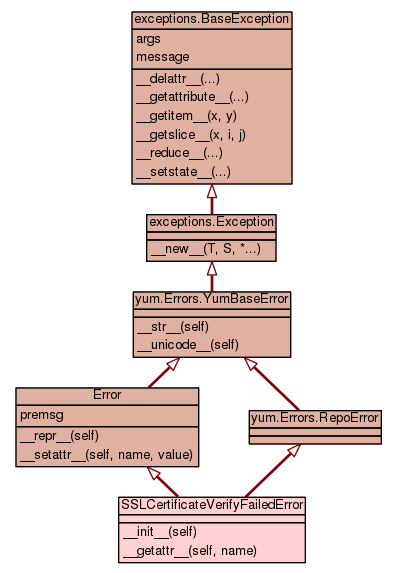 exceptions.BaseException
args
message
__delattr__(...)
__getattribute__(...)
__getitem__(x, y)
__getslice__(x, i, j)
__reduce__(...)
__setstate__(...)
exceptions.Exception
__new__(T, S, *...)
yum.Errors.YumBaseError
__str__(self)
__unicode__(self)
Error
premsg
__repr__(self)
__setattr__(self, name, value)
yum.Errors.RepoError
SSLCertificateVerifyFailedError
__init__(self)
__getattr__(self, name)